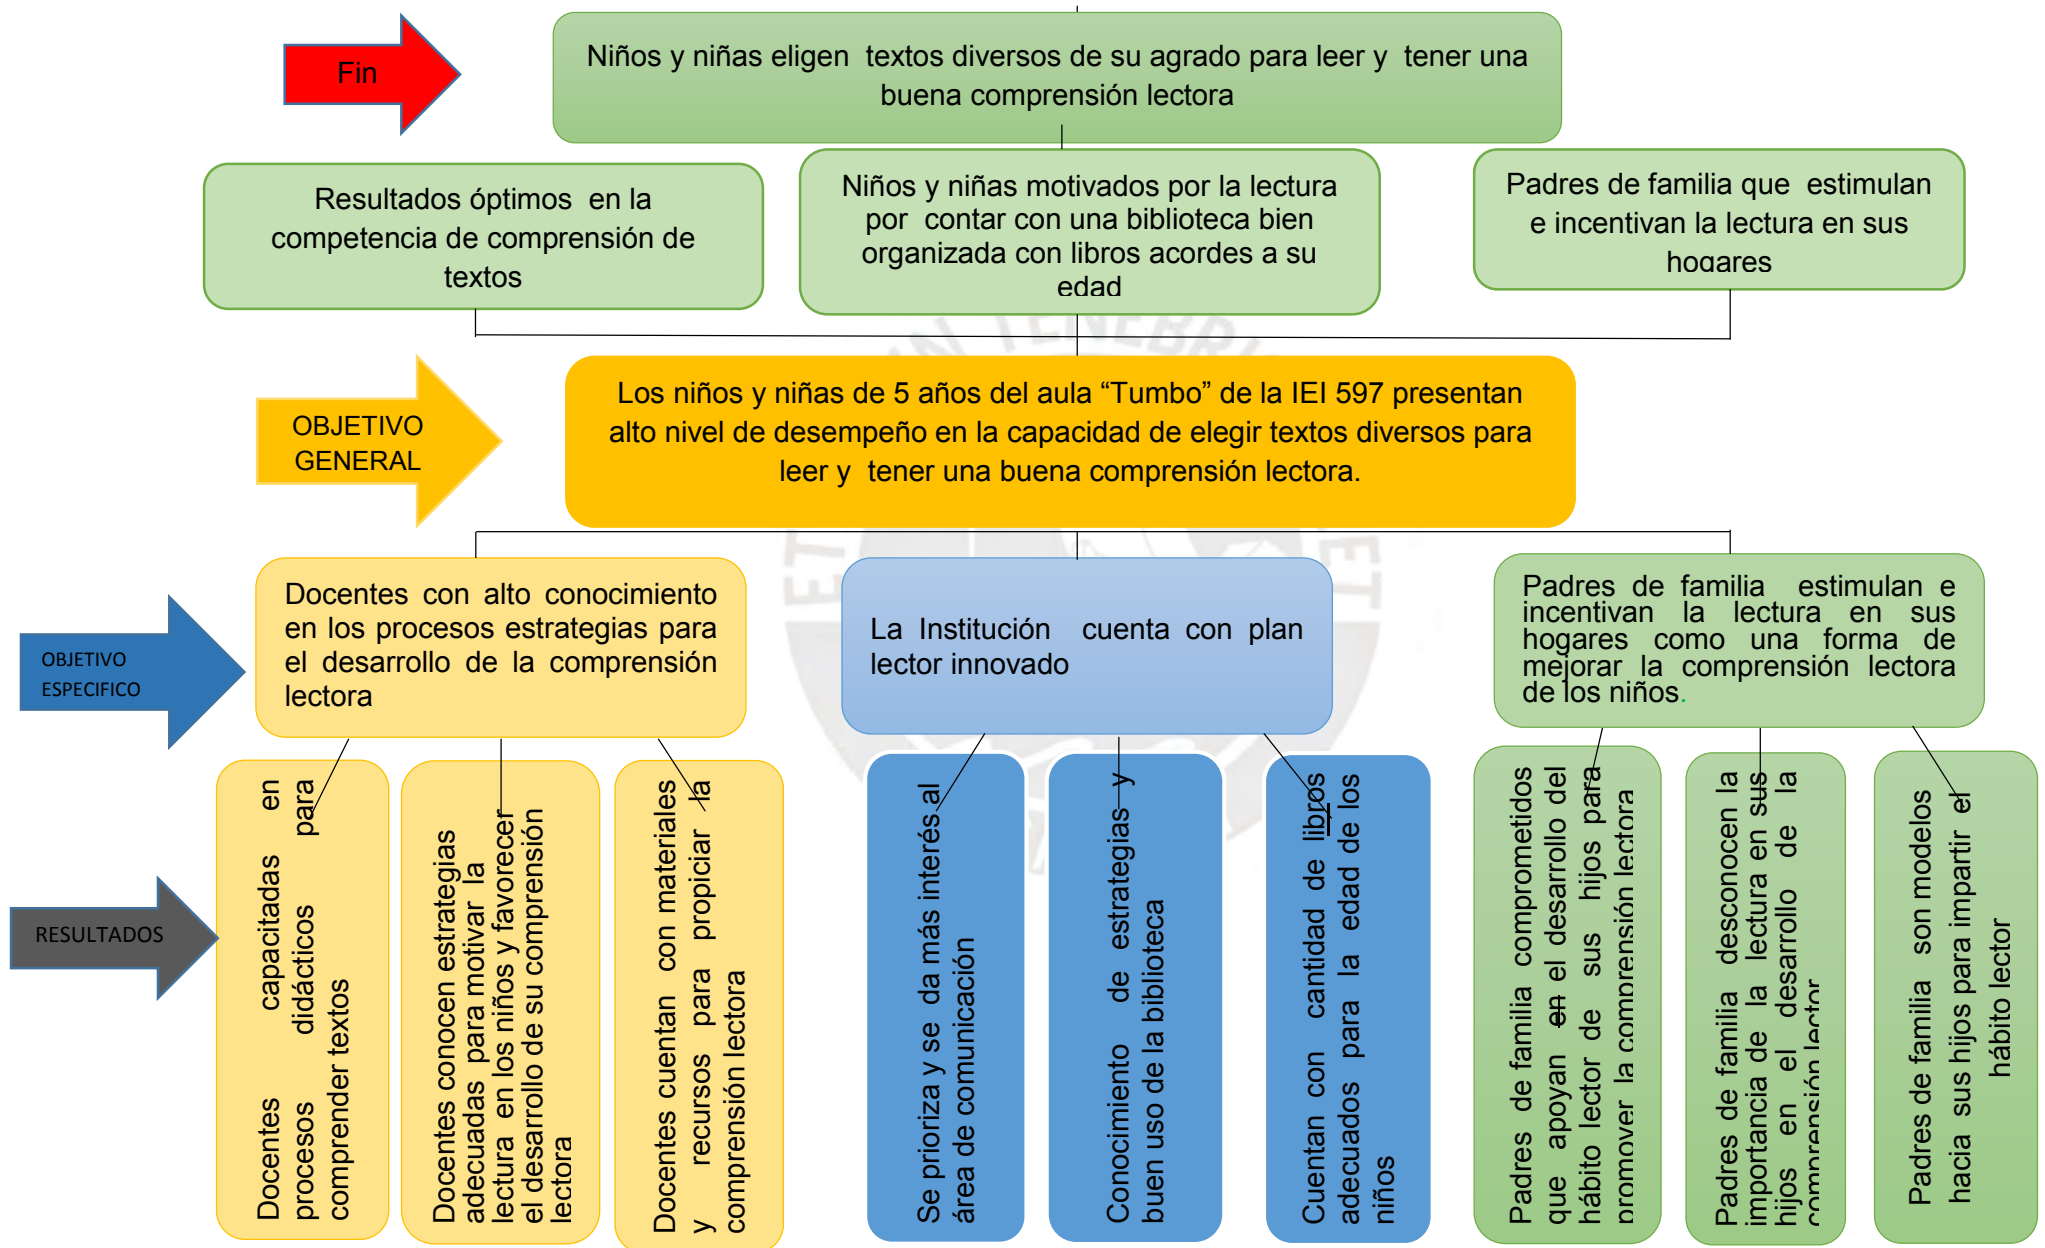 Fin
Niños y niñas eligen textos diversos de su agrado para leer y tener una
buena comprensión lectora
Resultados óptimos en la
competencia de comprensión de
textos
Niños y niñas motivados por la lectura
por contar con una biblioteca bien
organizada con libros acordes a su
edad
Padres de familia que estimulan
e incentivan la lectura en sus
hogares
IN TENEBRI
OBJETIVO
GENERAL
Los niños y niñas de 5 años del aula “Tumbo” de la IEI 597 presentan
alto nivel de desempeño en la capacidad de elegir textos diversos para
leer y tener una buena comprensión lectora.
ET
ET
OBJETIVO
ESPECIFICO
Docentes con alto conocimiento
en los procesos estrategias para
el desarrollo de la comprensión
lectora
La Institución cuenta con plan
lector innovado
Padres de familia estimulan e
incentivan la lectura en sus
hogares como una forma de
mejorar la comprensión lectora
de los niños.
RESULTADOS
Docentes capacitadas en
procesos didácticos para
comprender textos
Docentes conocen estrategias
adecuadas para motivar la
lectura en los niños y favorecer
el desarrollo de su comprensión
lectora
Docentes cuentan con materiales
y recursos para propiciar la
comprensión lectora
Se prioriza y se da más interés al
área de comunicación
Conocimiento de estrategias y
buen uso de la biblioteca
Cuentan con cantidad de libros
adecuados para la edad de los
niños
Padres de familia comprometidos
que apoyan en el desarrollo del
hábito lector de sus hijos para
promover la comprensión lectora
Padres de familia desconocen la
importancia de la lectura en sus
hijos en el desarrollo de la
comprensión lector
Padres de familia son modelos
hacia sus hijos para impartir el
hábito lector